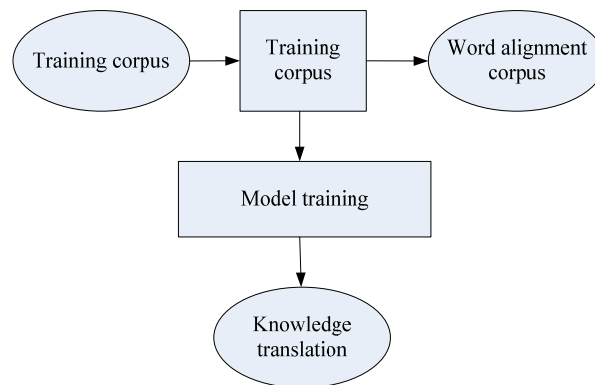 Training corpus
Training
corpus
Word alignment
corpus
Model training
Knowledge
translation